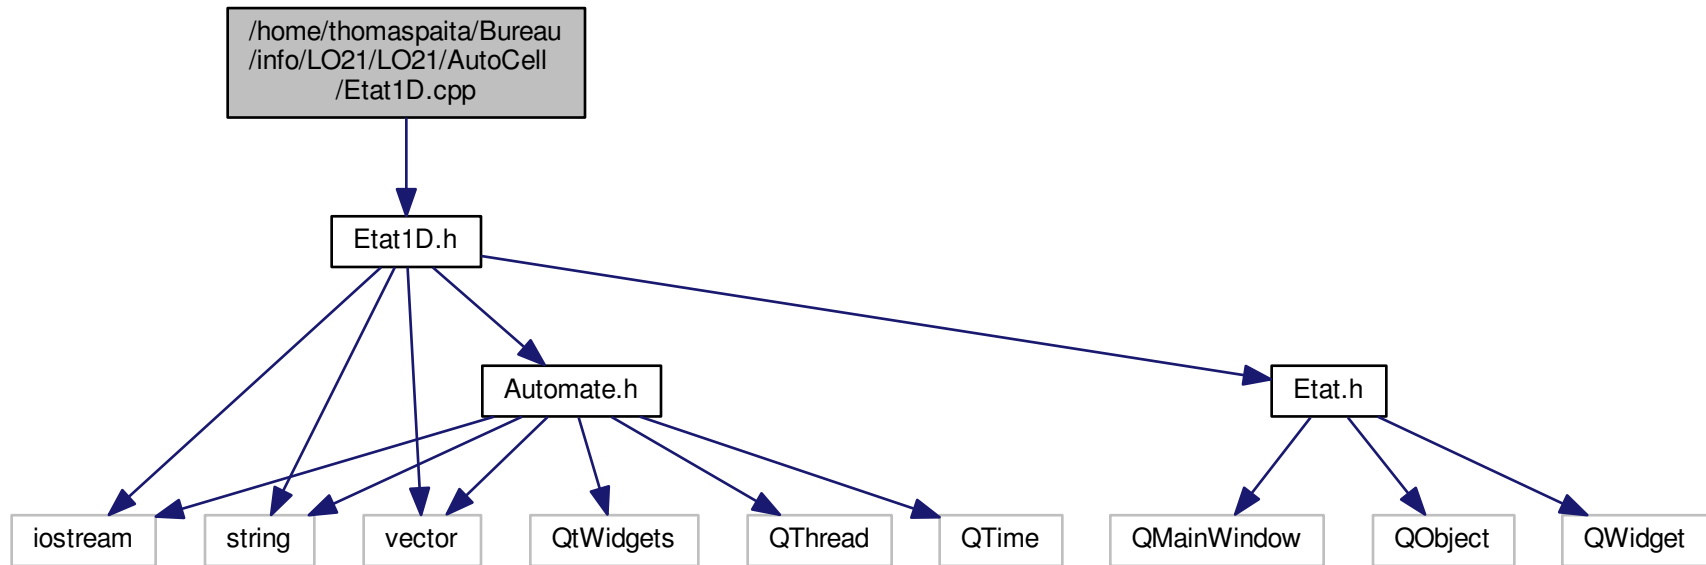 /home/thomaspaita/Bureau
/info/LO21/LO21/AutoCell
/Etat1D.cpp
Etat1D.h
Automate.h
Etat.h
iostream
string
vector
QtWidgets
QThread
QTime
QMainWindow
QObject
QWidget